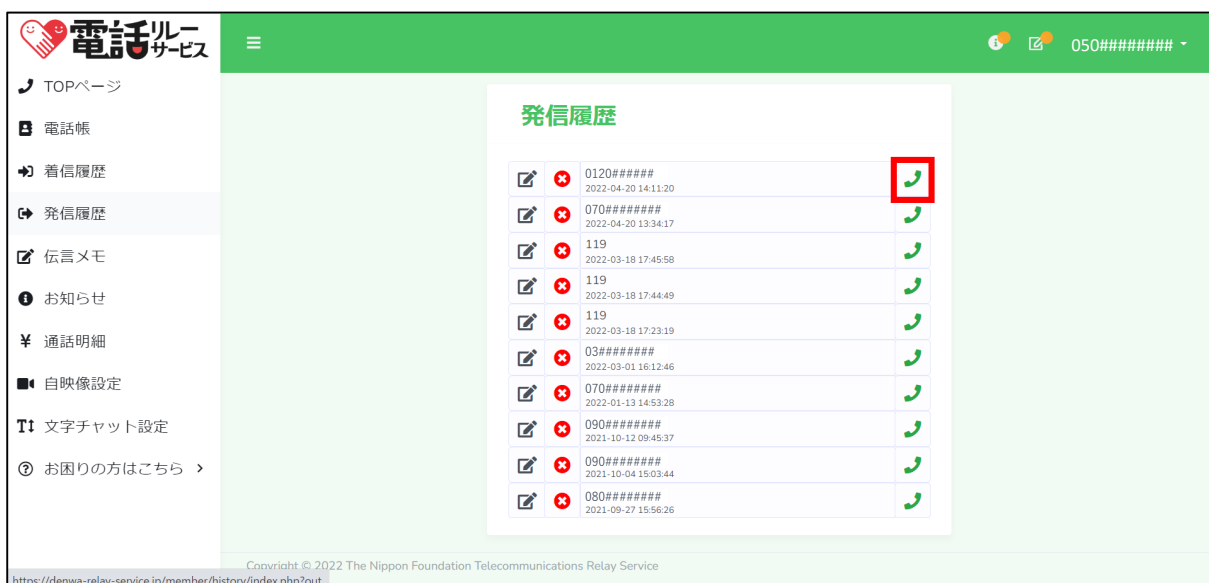 電話リレーサービス
050########
TOPページ
電話帳
着信履歴
発信履歴
伝言メモ
お知らせ
¥ 通話明細
自映像設定
文字チャット設定
お困りの方はこちら
発信履歴
0120######
2022-04-20 14:11:20
070########
2022-04-20 13:34:17
119
2022-03-18 17:45:58
119
2022-03-18 17:44:49
119
2022-03-18 17:23:19
03########
2022-03-01 16:12:46
070########
2022-01-13 14:53:28
090########
2021-10-12 09:45:37
090########
2021-10-04 15:03:44
080########
2021-09-27 15:56:26
Copyright © 2022 The Nippon Foundation Telecommunications Relay Service
https://denwa-relay-service.jp/member/history/index.php?out